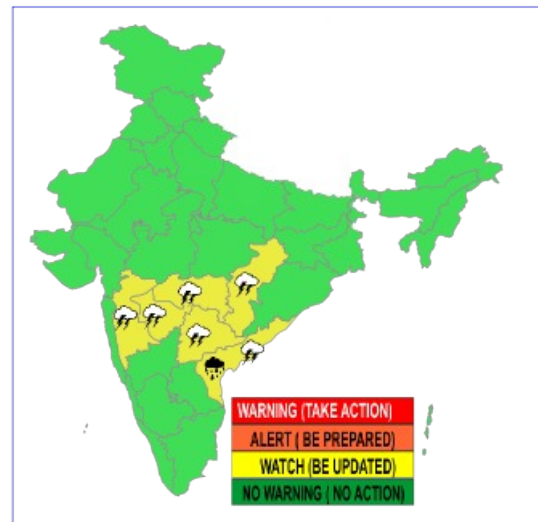 WARNING (TAKE ACTION)
ALERT ( BE PREPARED)
WATCH (BE UPDATED)
NO WARNING ( NO ACTION)